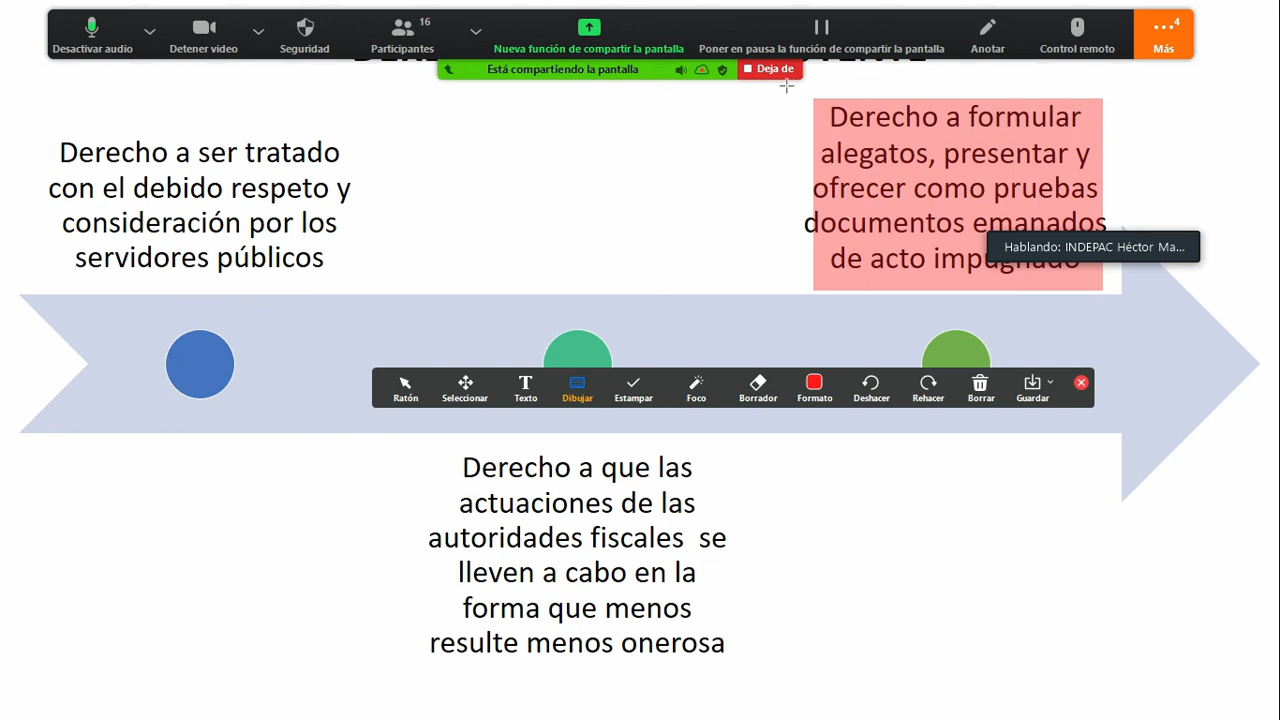 16
4
Desactivar audio
Detener video
Seguridad
Participantes
Nueva función de compartir la pantalla
Poner en pausa la función de compartir la pantalla
Anotar
Control remoto
Más
Está compartiendo la pantalla
Deja de
Derecho a ser tratado
con el debido respeto y
consideración por los
servidores públicos
Derecho a formular
alegatos, presentar y
ofrecer como pruebas
documentos emanados
de acto impugnado
Hablando: INDEPAC Héctor Ma...
Ratón
Seleccionar
T
Texto
Dibujar
Estampar
Foco
Borrador
Formato
Deshacer
Rehacer
Borrar
Guardar
Derecho a que las
actuaciones de las
autoridades fiscales  se
lleven a cabo en la
forma que menos
resulte menos onerosa